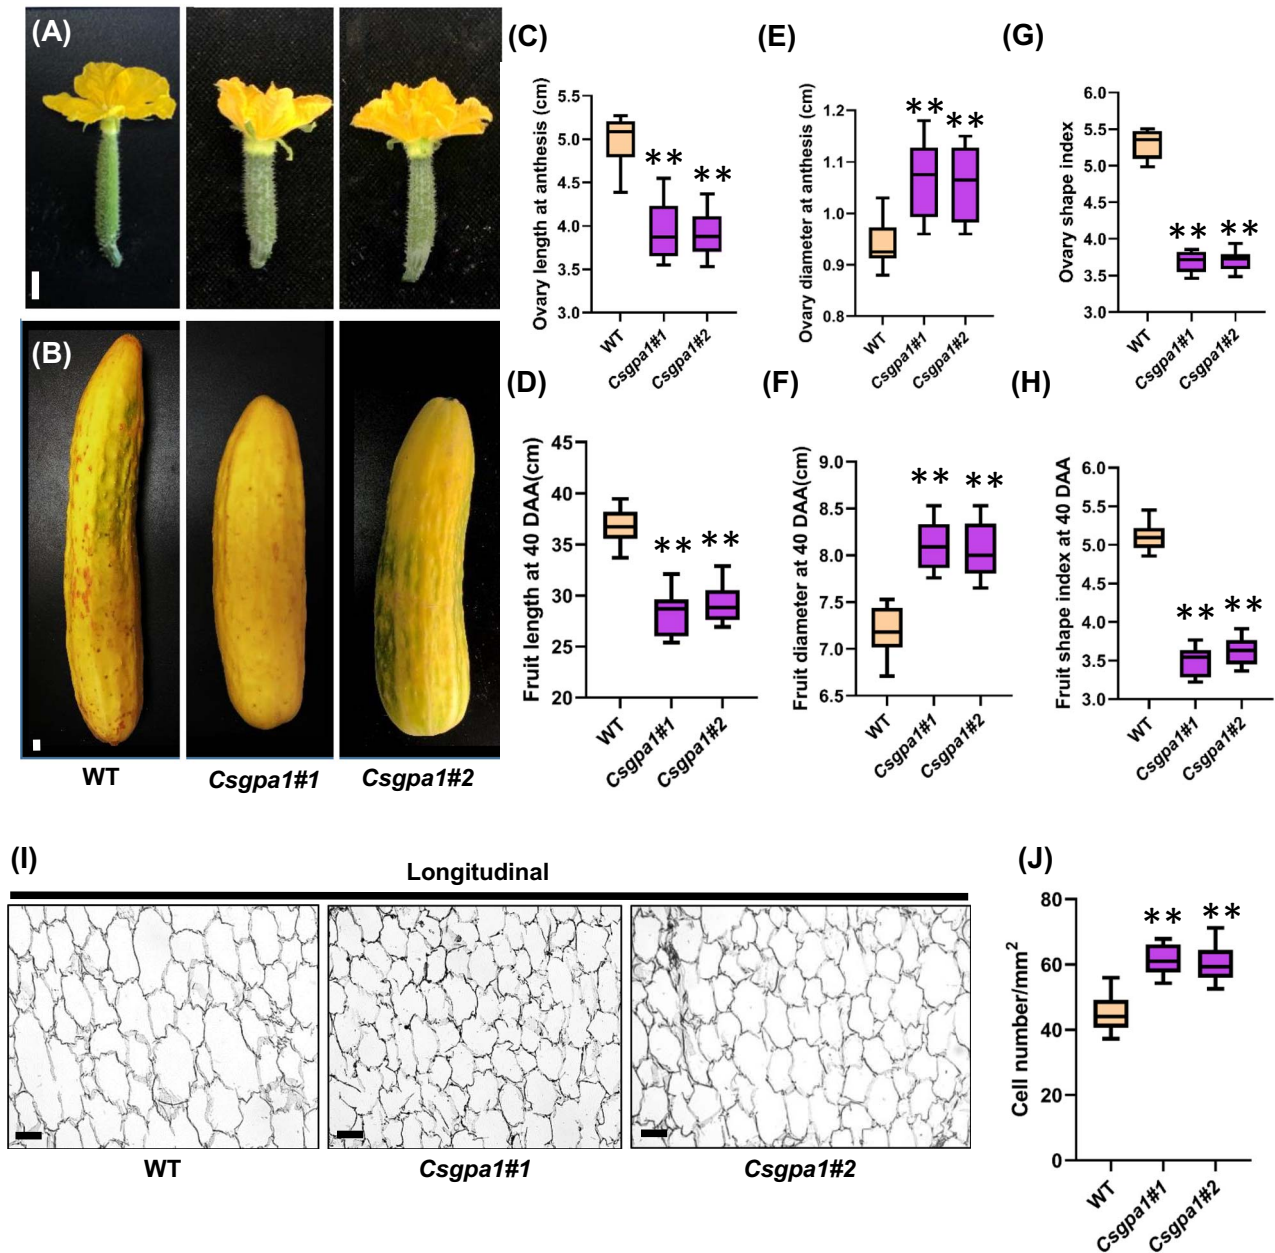 (A)
(B)
WT
Csgpa1#1
Csgpa1#2
(C)
Ovary length at anthesis (cm)
5.5
5.0
4.5
4.0
3.5
3.0
**
**
WT
Csgpa1#1
Csgpa1#2
(E)
Ovary diameter at anthesis (cm)
1.2
1.1
1.0
0.9
0.8
**
**
WT
Csgpa1#1
Csgpa1#2
(G)
Ovary shape index
6.0
5.5
5.0
4.5
4.0
3.5
3.0
**
**
WT
Csgpa1#1
Csgpa1#2
(D)
Fruit length at 40 DAA(cm)
45
40
35
30
25
20
**
**
WT
Csgpa1#1
Csgpa1#2
(F)
Fruit diameter at 40 DAA(cm)
9.0
8.5
8.0
7.5
7.0
6.5
**
**
WT
Csgpa1#1
Csgpa1#2
(H)
Fruit shape index at 40 DAA
6.0
5.5
5.0
4.5
4.0
3.5
3.0
**
**
WT
Csgpa1#1
Csgpa1#2
(I)
Longitudinal
WT
Csgpa1#1
Csgpa1#2
(J)
Cell number/mm²
80
60
40
20
0
**
**
WT
Csgpa1#1
Csgpa1#2